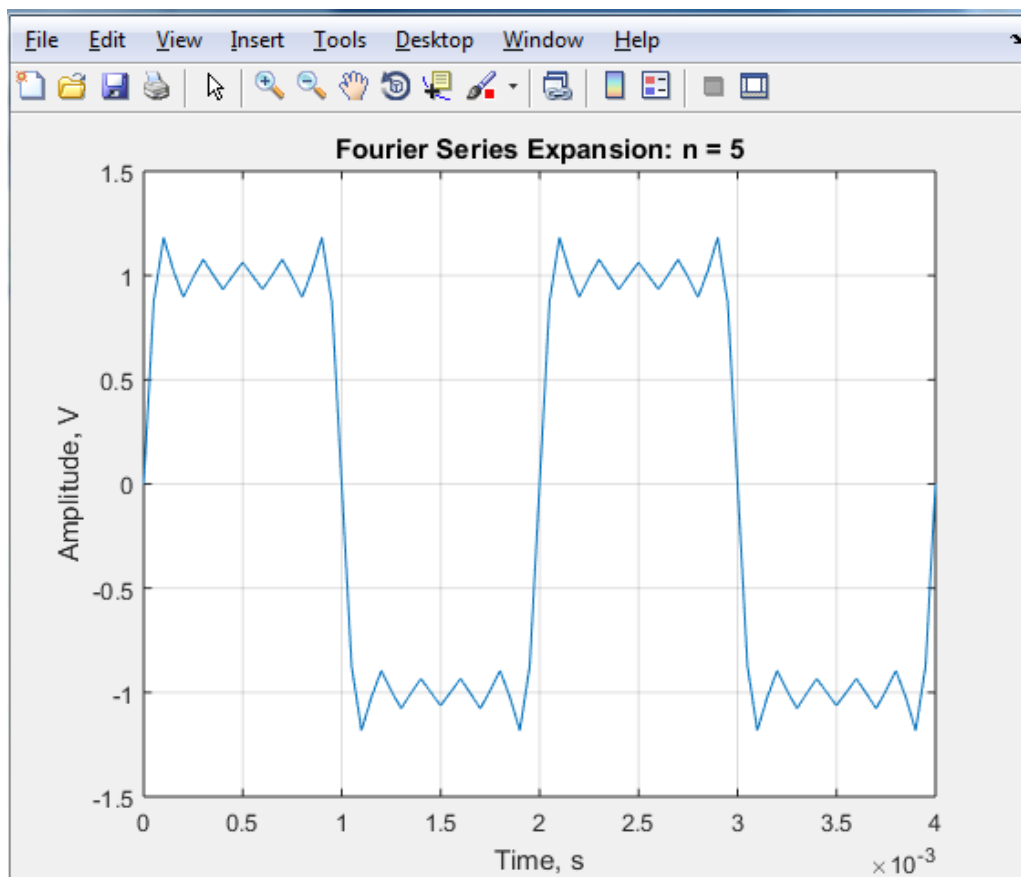 File Edit View Insert Tools Desktop Window Help
Fourier Series Expansion: n = 5
1.5
1
0.5
0
-0.5
-1
-1.5
Amplitude, V
0 0.5 1 1.5 2 2.5 3 3.5 4
Time, s
×10-3